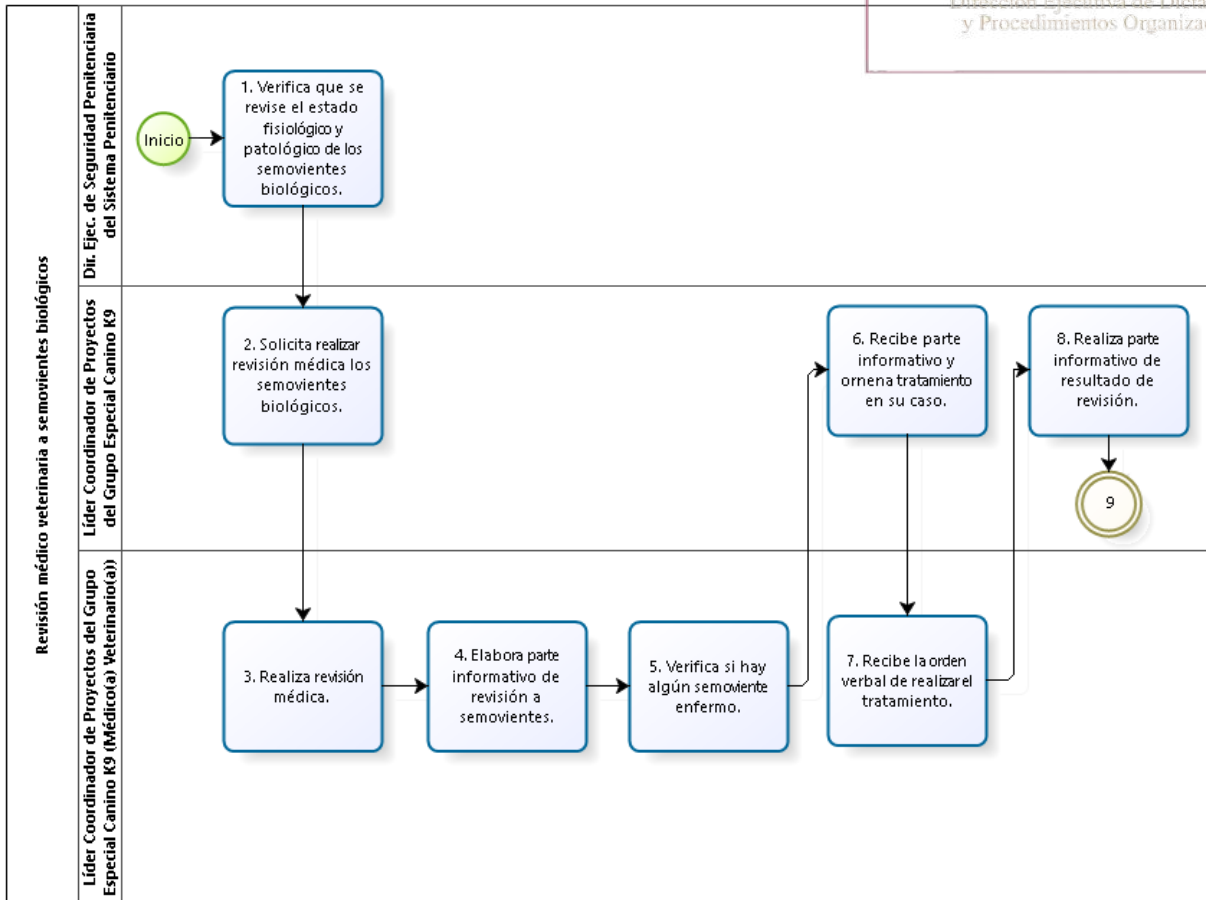 y Procedimientos
Revisión médico veterinaria a semovientes biológicos
Dir. Ejec. de Seguridad Penitenciaria
del Sistema Penitenciario
Inicio
1. Verifica que se
revise el estado
fisiológico y
patológico de los
semovientes
biológicos.
Líder Coordinador de Proyectos
del Grupo Especial Canino K9
2. Solicita realizar
revisión médica los
semovientes
biológicos.
6. Recibe parte
informativo y
ornena tratamiento
en su caso.
8. Realiza parte
informativo de
resultado de
revisión.
9
Líder Coordinador de Proyectos del Grupo
Especial Canino K9 (Médico(a) Veterinario(a))
3. Realiza revisión
médica.
4. Elabora parte
informativo de
revisión a
semovientes.
5. Verifica si hay
algún semoviente
enfermo.
7. Recibe la orden
verbal de realizar el
tratamiento.